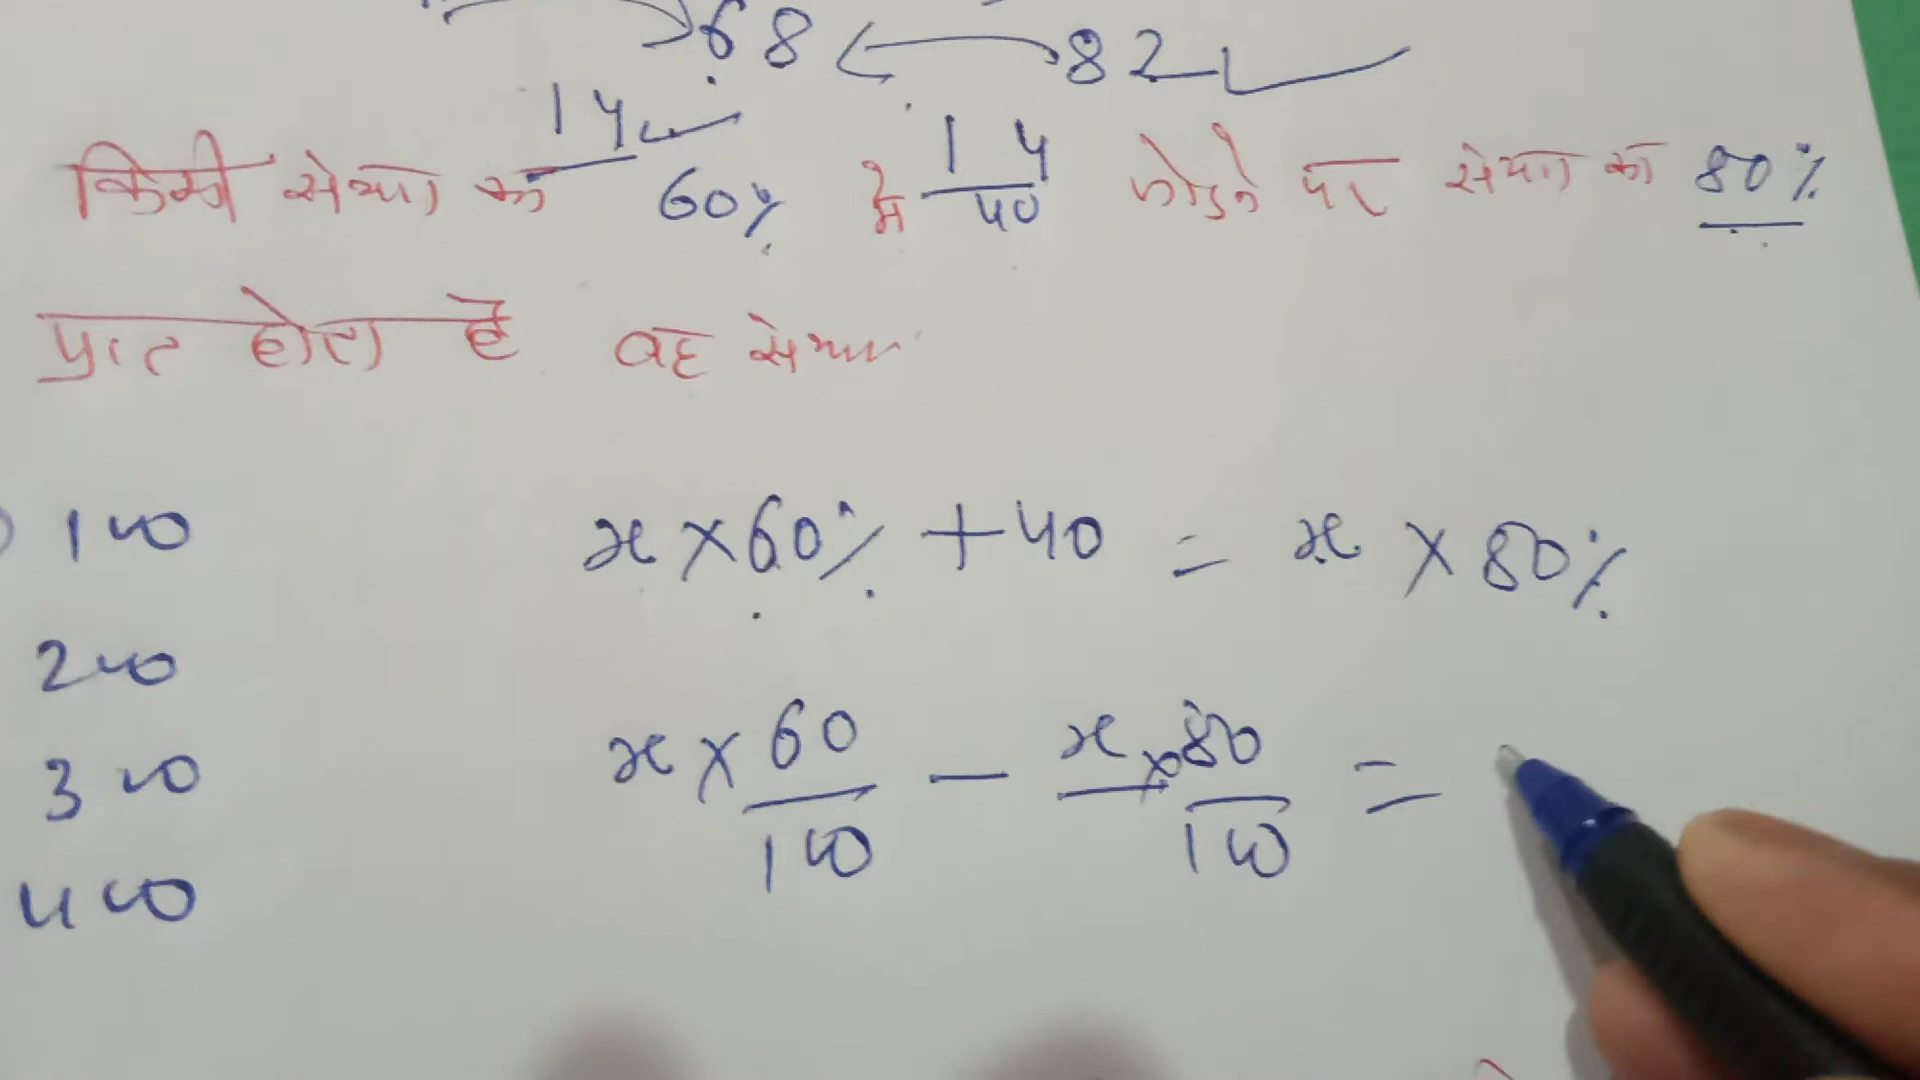 68 82
14
किसी संख्या के 60% में 14/40 जोड़ने पर संख्या का 80%
प्राप्त होता है वह संख्या
100 x × 60% + 40 = x × 80%
200
x × 60/100 - x × 80/100 =
300
400